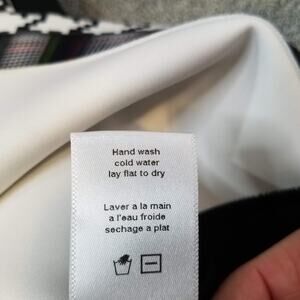 Hand wash
cold water
lay flat to dry
Laver a la main
a l'eau froide
sechage a plat